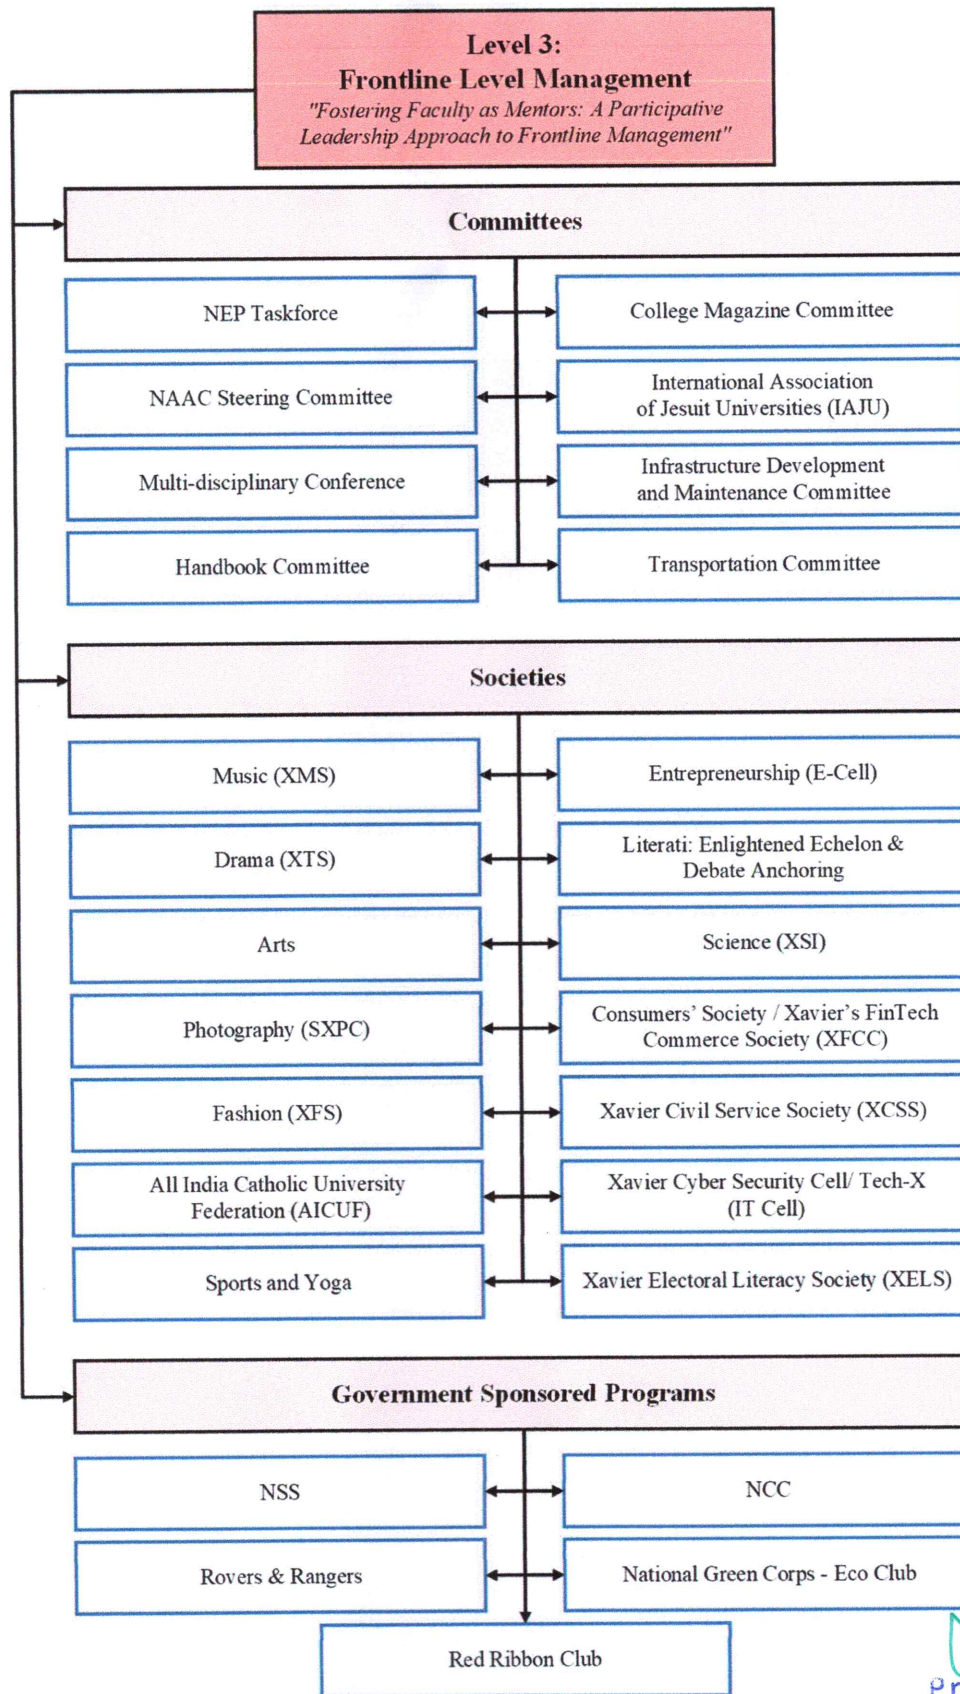 Level 3:
Frontline Level Management
"Fostering Faculty as Mentors: A Participative
Leadership Approach to Frontline Management"
Committees
NEP Taskforce
College Magazine Committee
NAAC Steering Committee
International Association
of Jesuit Universities (IAJU)
Multi-disciplinary Conference
Infrastructure Development
and Maintenance Committee
Handbook Committee
Transportation Committee
Societies
Music (XMS)
Entrepreneurship (E-Cell)
Drama (XTS)
Literati: Enlightened Echelon &
Debate Anchoring
Arts
Science (XSI)
Photography (SXPC)
Consumers’ Society / Xavier’s FinTech
Commerce Society (XFCC)
Fashion (XFS)
Xavier Civil Service Society (XCSS)
All India Catholic University
Federation (AICUF)
Xavier Cyber Security Cell/ Tech-X
(IT Cell)
Sports and Yoga
Xavier Electoral Literacy Society (XELS)
Government Sponsored Programs
NSS
NCC
Rovers & Rangers
National Green Corps - Eco Club
Red Ribbon Club